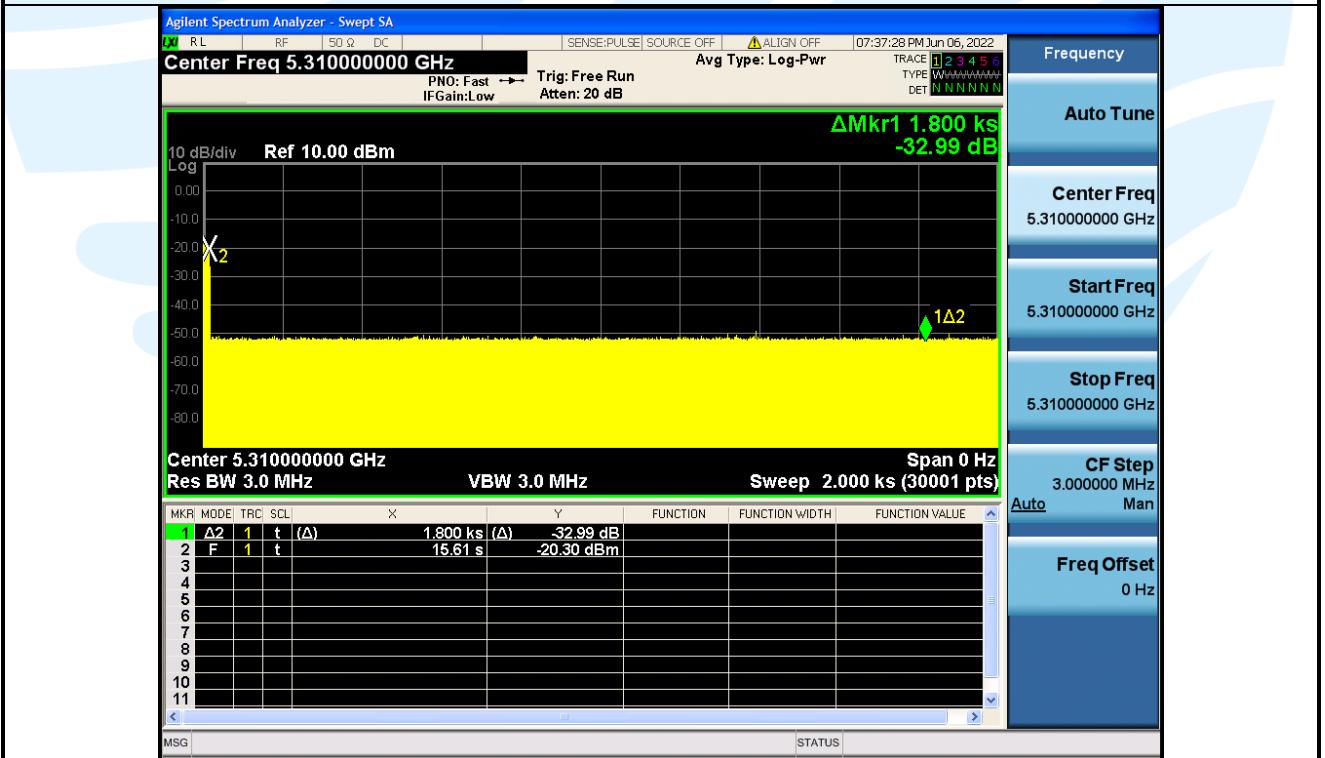 Agilent Spectrum Analyzer - Swept SA
LXI RL RF 50 Ω DC SENSE:PULSE SOURCE OFF ALIGN OFF 07:37:28 PM Jun 06, 2022
Center Freq 5.310000000 GHz
PNO: Fast
IFGain:Low
Trig: Free Run
Atten: 20 dB
Avg Type: Log-Pwr
TRACE 1 2 3 4 5 6
TYPE WWWWWW
DET N N N N N N
ΔMkr1 1.800 ks
-32.99 dB
10 dB/div
Log
Ref 10.00 dBm
0.00
-10.0
-20.0
-30.0
-40.0
-50.0
-60.0
-70.0
-80.0
2
1Δ2
Center 5.310000000 GHz
Span 0 Hz
Res BW 3.0 MHz
VBW 3.0 MHz
Sweep 2.000 ks (30001 pts)
MKR MODE TRC SCL X Y FUNCTION FUNCTION WIDTH FUNCTION VALUE
1 Δ2 1 t (Δ) 1.800 ks (Δ) -32.99 dB
2 F 1 t 15.61 s -20.30 dBm
3
4
5
6
7
8
9
10
11
MSG
STATUS
Frequency
Auto Tune
Center Freq
5.310000000 GHz
Start Freq
5.310000000 GHz
Stop Freq
5.310000000 GHz
CF Step
3.000000 MHz
Auto Man
Freq Offset
0 Hz